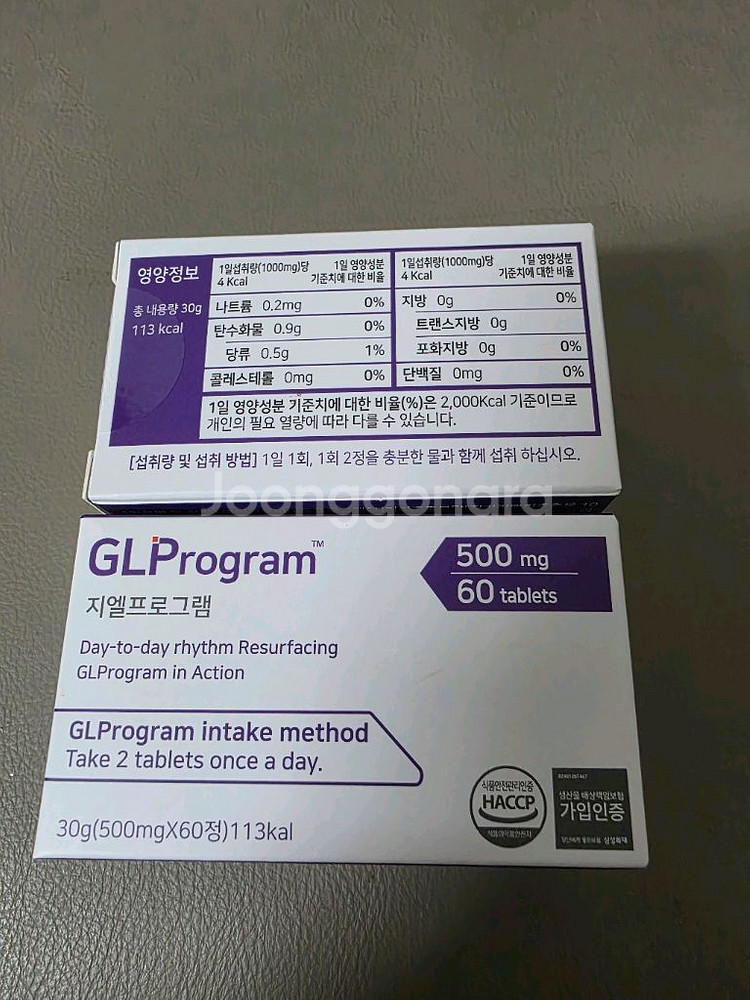 영양정보
총 내용량 30g
113 kcal
1일섭취량(1000mg)당 1일 영양성분
4 Kcal 기준치에 대한 비율
나트륨 0.2mg 0%
탄수화물 0.9g 0%
당류 0.5g 1%
콜레스테롤 0mg 0%
1일섭취량(1000mg)당 1일 영양성분
4 Kcal 기준치에 대한 비율
지방 0g 0%
트랜스지방 0g
포화지방 0g 0%
단백질 0mg 0%
1일 영양성분 기준치에 대한 비율(%)은 2,000Kcal 기준이므로
개인의 필요 열량에 따라 다를 수 있습니다.
[섭취량 및 섭취 방법] 1일 1회, 1회 2정을 충분한 물과 함께 섭취 하십시오.
Joonggonara
GLProgram™
지엘프로그램
500 mg
60 tablets
Day-to-day rhythm Resurfacing
GLProgram in Action
GLProgram intake method
Take 2 tablets once a day.
30g(500mgX60정)113kal
식품안전관리인증
HACCP
식품의약품안전처
생산물 배상책임보험
가입인증
삼성화재